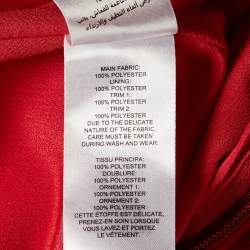 MAIN FABRIC:
100% POLYESTER
LINING:
100% POLYESTER
TRIM 1:
100% POLYESTER
TRIM 2:
100% POLYESTER
DUE TO THE DELICATE
NATURE OF THE FABRIC,
CARE MUST BE TAKEN
DURING WASH AND WEAR.
TISSU PRINCIPA:
100% POLYESTER
DOUBLURE:
100% POLYESTER
ORNEMENT 1:
100% POLYESTER
ORNEMENT 2:
100% POLYESTER
CETTE ÉTOFFE EST DÉLICATE,
PRENEZ-EN SOIN LORSQUE
VOUS LAVEZ ET PORTEZ
LE VÊTEMENT.